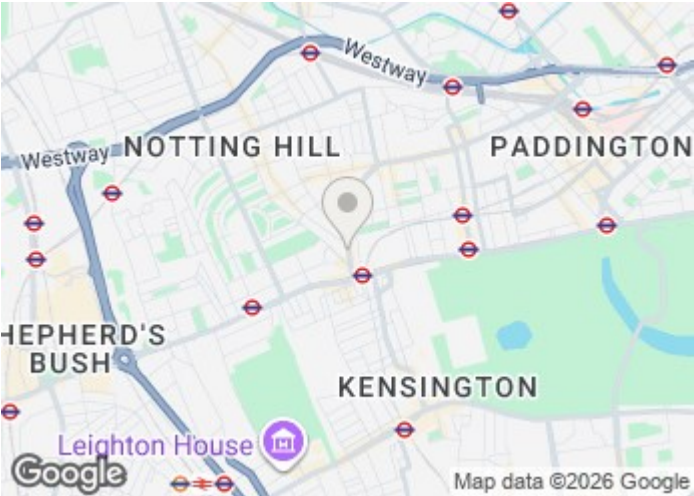 Westway
Westway
NOTTING HILL
PADDINGTON
HEPHERD'S
BUSH
KENSINGTON
Leighton House
Google
Map data ©2026 Google